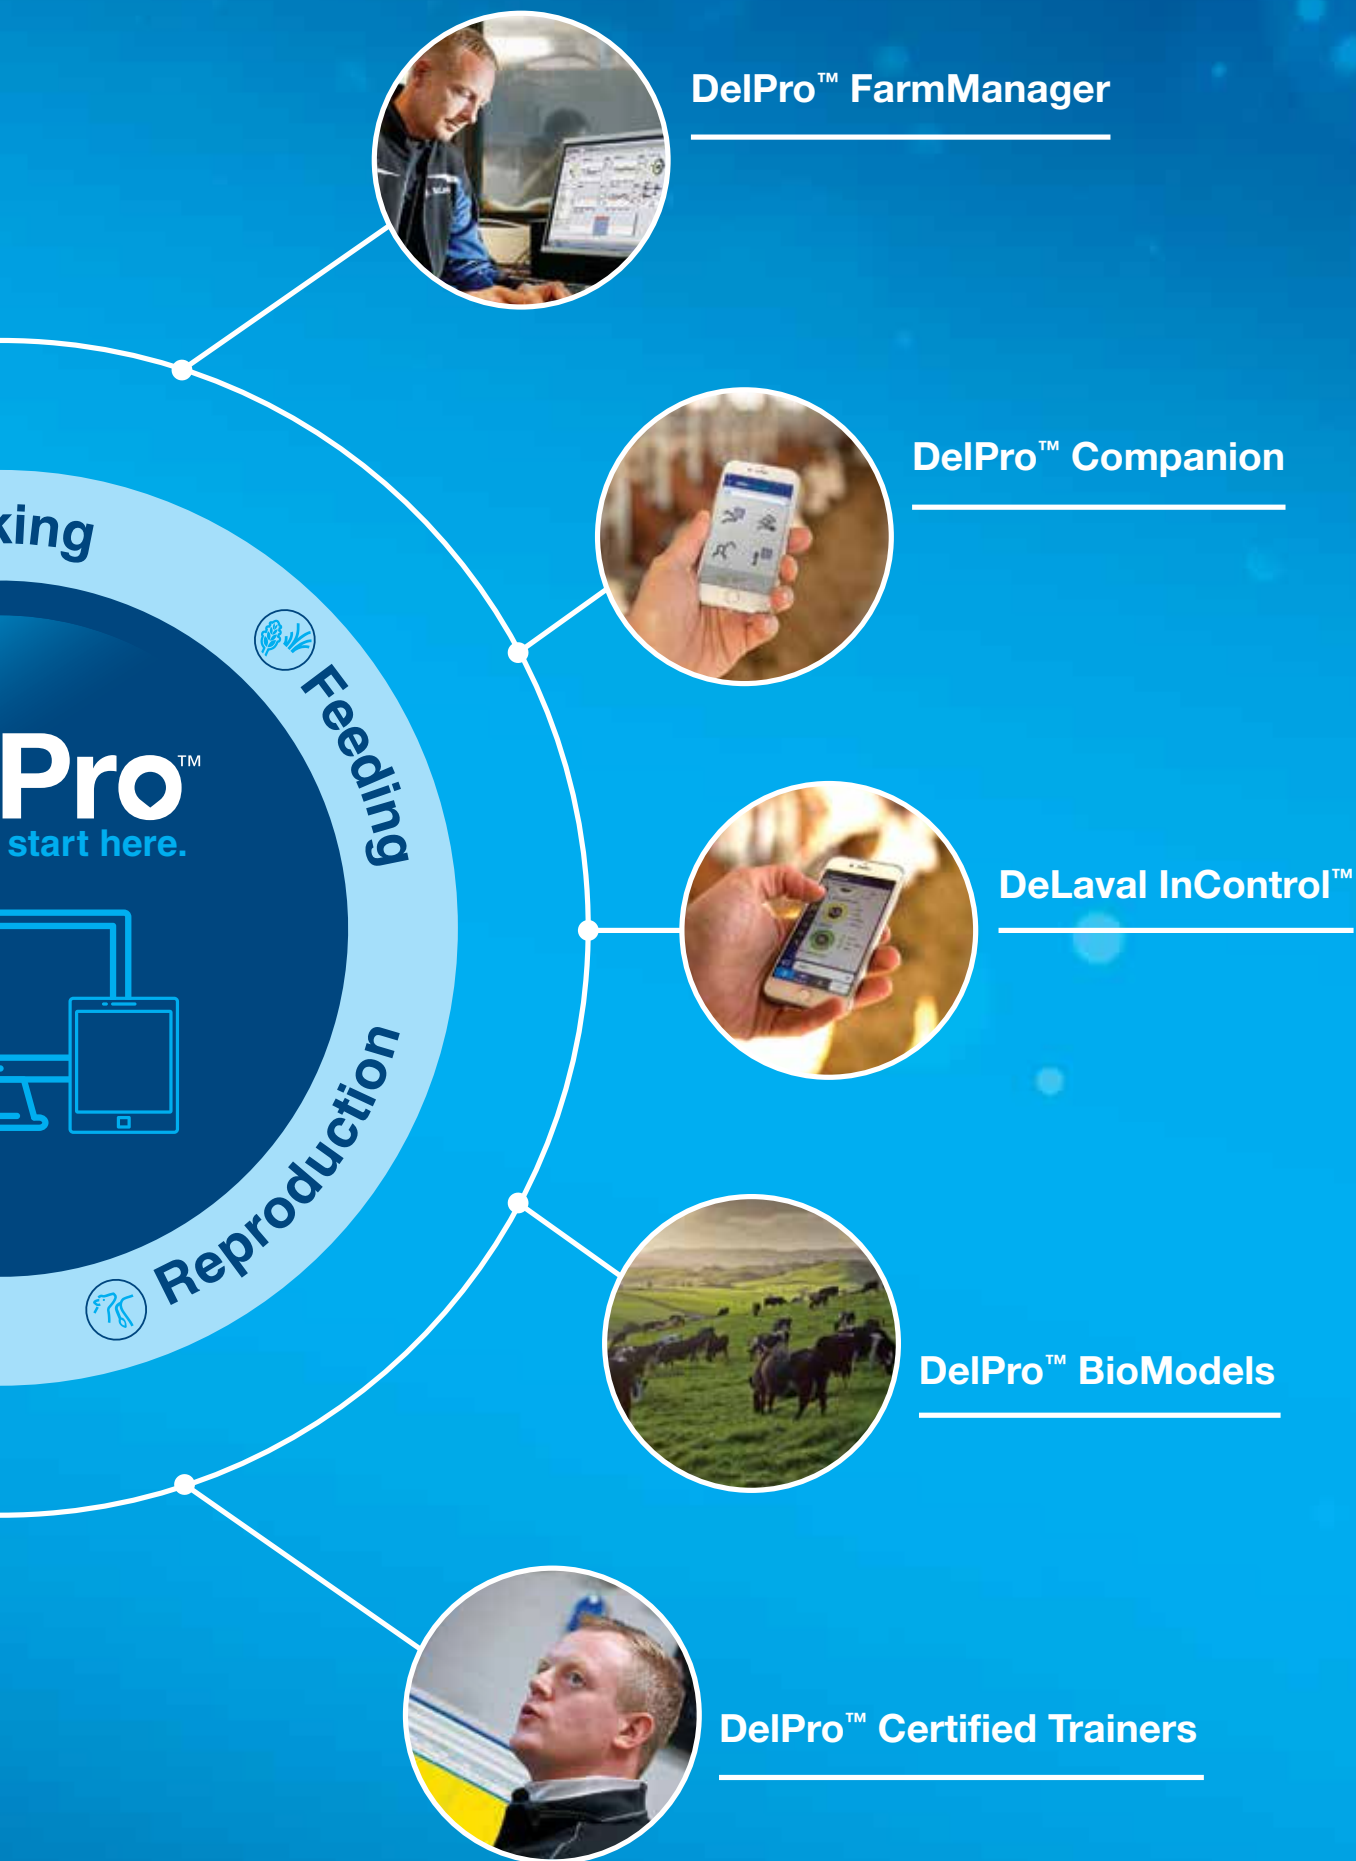 DelPro™ FarmManager
DelPro™ Companion
king
Feeding
Pro™
start here.
DeLaval InControl™
Reproduction
DelPro™ BioModels
DelPro™ Certified Trainers